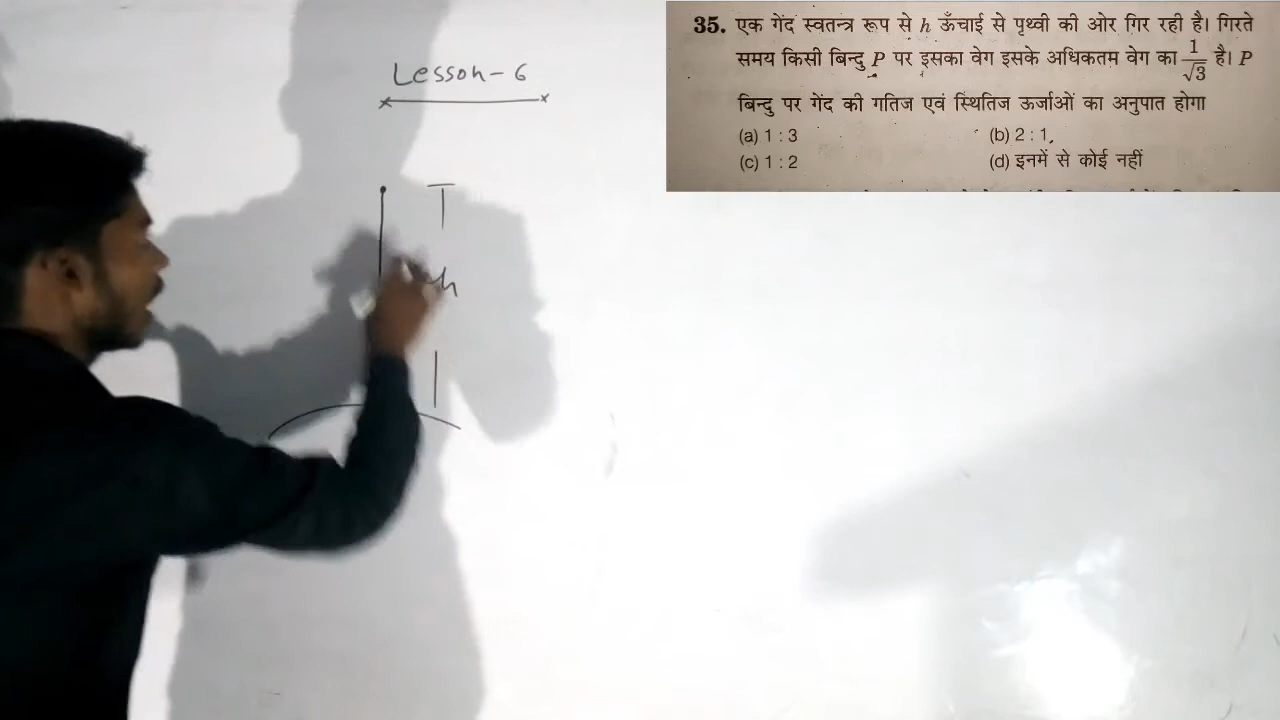 Lesson-6
h
35. एक गेंद स्वतन्त्र रूप से h ऊँचाई से पृथ्वी की ओर गिर रही है। गिरते
समय किसी बिन्दु P पर इसका वेग इसके अधिकतम वेग का 1/√3 है। P
बिन्दु पर गेंद की गतिज एवं स्थितिज ऊर्जाओं का अनुपात होगा
(a) 1 : 3 (b) 2 : 1
(c) 1 : 2 (d) इनमें से कोई नहीं